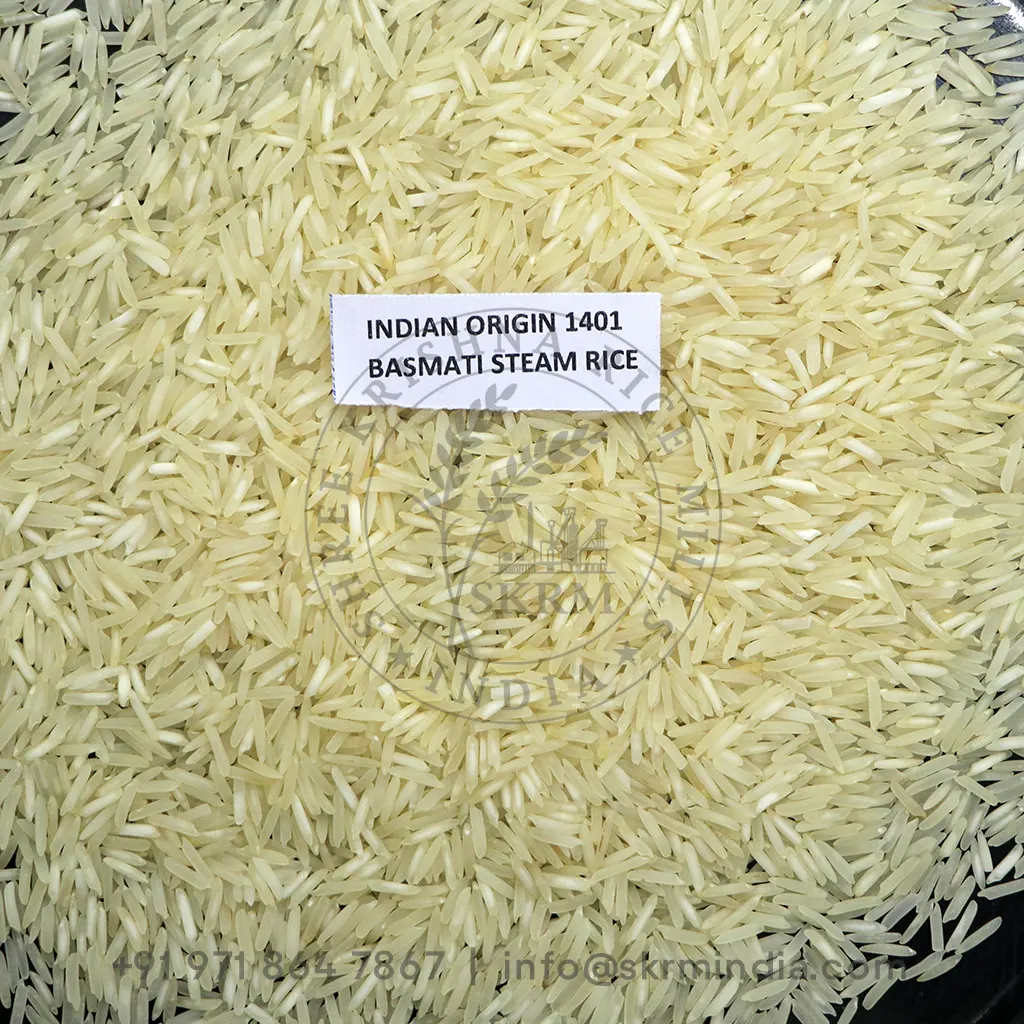 INDIAN ORIGIN 1401
BASMATI STEAM RICE
SHREE KRISHNA RICE MILLS
SKRM
INDIA
+91 971 864 7867 | info@skrmindia.com